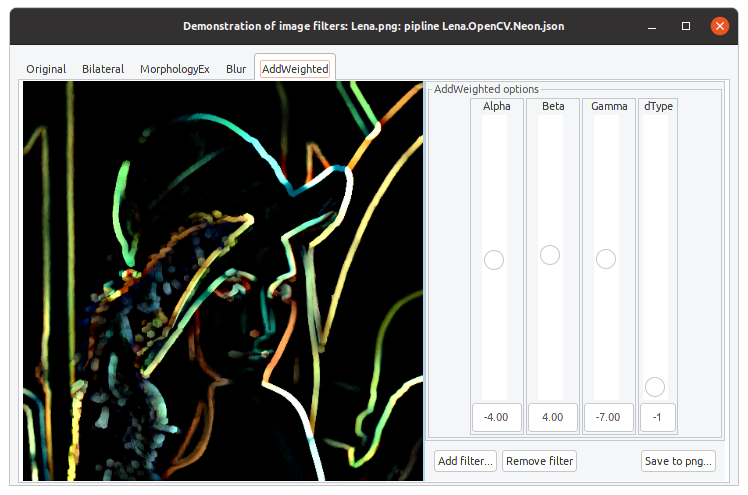 Demonstration of image filters: Lena.png: pipline Lena.OpenCV.Neon.json
Original Bilateral MorphologyEx Blur AddWeighted
AddWeighted options
Alpha Beta Gamma dType
-4.00 4.00 -7.00 -1
Add filter... Remove filter Save to png...